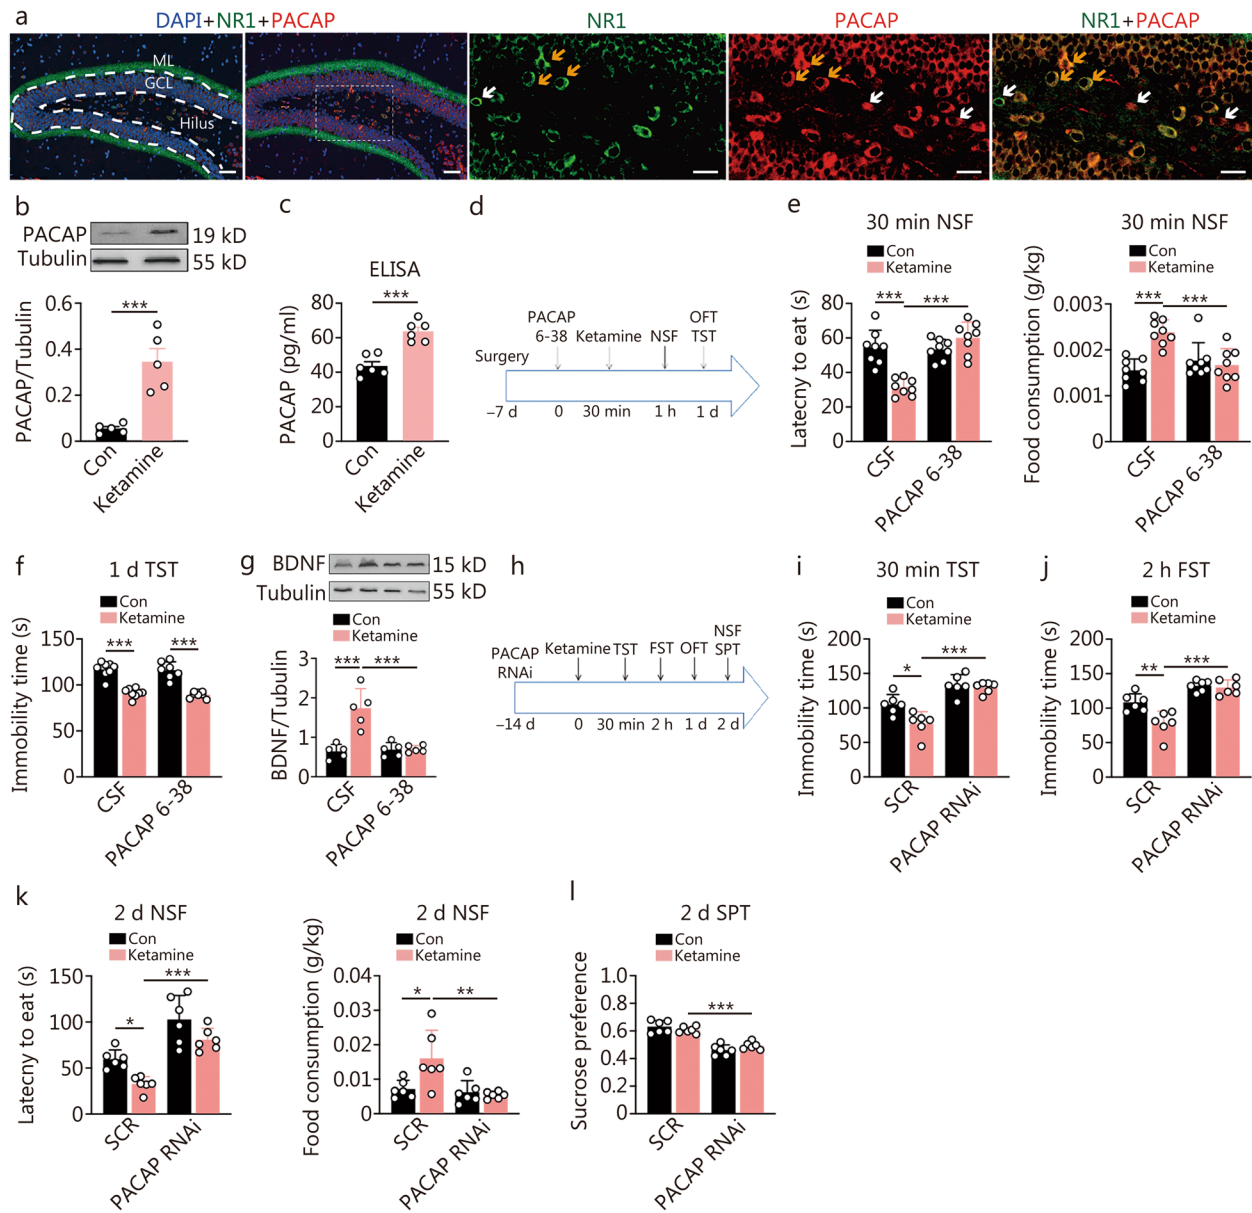 a
DAPI+NR1+PACAP
NR1
PACAP
NR1+PACAP
ML
GCL
Hilus
b
PACAP
19 kD
Tubulin
55 kD
PACAP/Tubulin
0.6
0.4
0.2
0
***
Con
Ketamine
c
ELISA
PACAP (pg/ml)
80
60
40
20
0
***
Con
Ketamine
d
Surgery
PACAP
6-38
Ketamine
NSF
OFT
TST
–7 d
0
30 min
1 h
1 d
e
30 min NSF
Con
Ketamine
Latecny to eat (s)
80
60
40
20
0
***
***
CSF
PACAP 6-38
30 min NSF
Con
Ketamine
Food consumption (g/kg)
0.003
0.002
0.001
0
***
***
CSF
PACAP 6-38
f
1 d TST
Con
Ketamine
Immobility time (s)
150
100
50
0
***
***
CSF
PACAP 6-38
g
BDNF
15 kD
Tubulin
55 kD
Con
Ketamine
BDNF/Tubulin
3
2
1
0
***
***
CSF
PACAP 6-38
h
PACAP
RNAi
Ketamine
TST
FST
OFT
NSF
SPT
–14 d
0
30 min
2 h
1 d
2 d
i
30 min TST
Con
Ketamine
Immobility time (s)
200
150
100
50
0
*
***
SCR
PACAP RNAi
j
2 h FST
Con
Ketamine
Immobility time (s)
200
150
100
50
0
**
***
SCR
PACAP RNAi
k
2 d NSF
Con
Ketamine
Latecny to eat (s)
150
100
50
0
*
***
SCR
PACAP RNAi
2 d NSF
Con
Ketamine
Food consumption (g/kg)
0.04
0.03
0.02
0.01
0
*
**
SCR
PACAP RNAi
l
2 d SPT
Con
Ketamine
Sucrose preference
1.0
0.8
0.6
0.4
0.2
0
***
SCR
PACAP RNAi